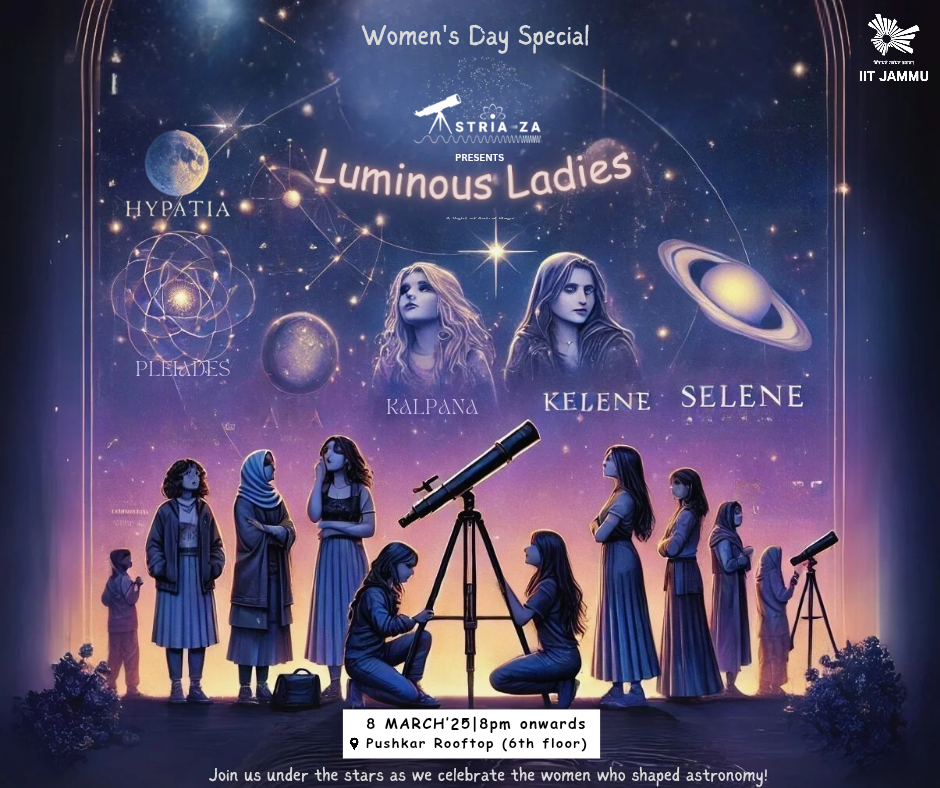 Women's Day Special
IIT JAMMU
ASTRIA-ZA
PRESENTS
Luminous Ladies
HYPATIA
PLEIADES
KALPANA
KELENE
SELENE
8 MARCH'25|8pm onwards
Pushkar Rooftop (6th floor)
Join us under the stars as we celebrate the women who shaped astronomy!